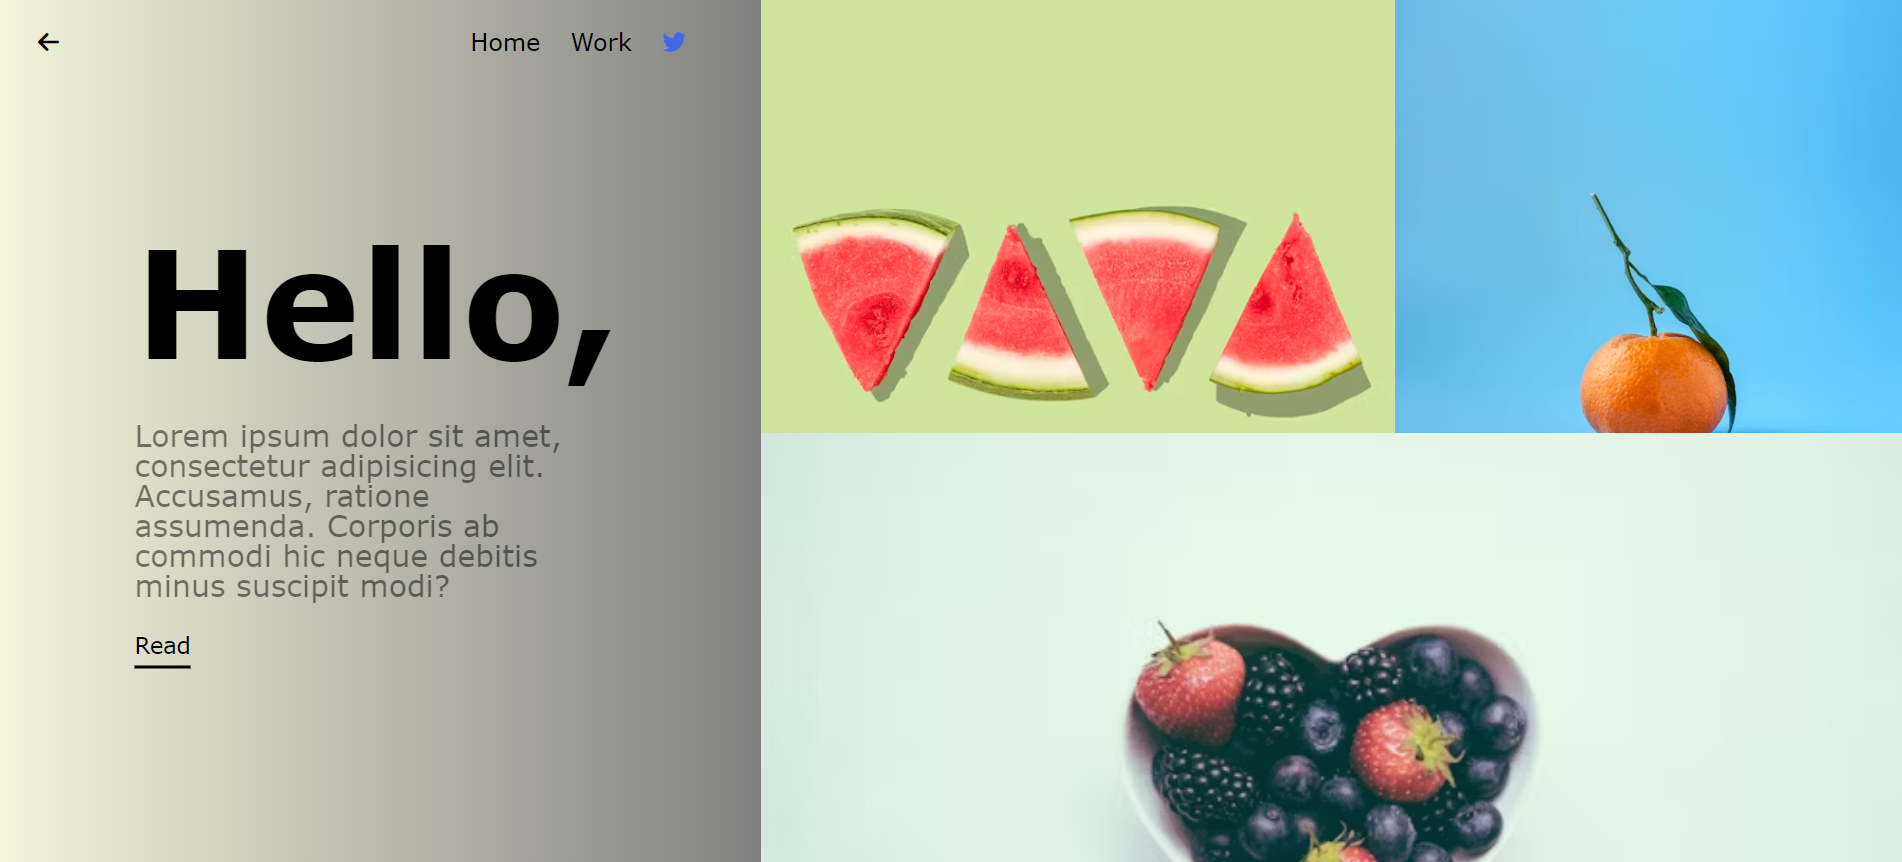 Home Work
Hello,
Lorem ipsum dolor sit amet,
consectetur adipisicing elit.
Accusamus, ratione
assumenda. Corporis ab
commodi hic neque debitis
minus suscipit modi?
Read